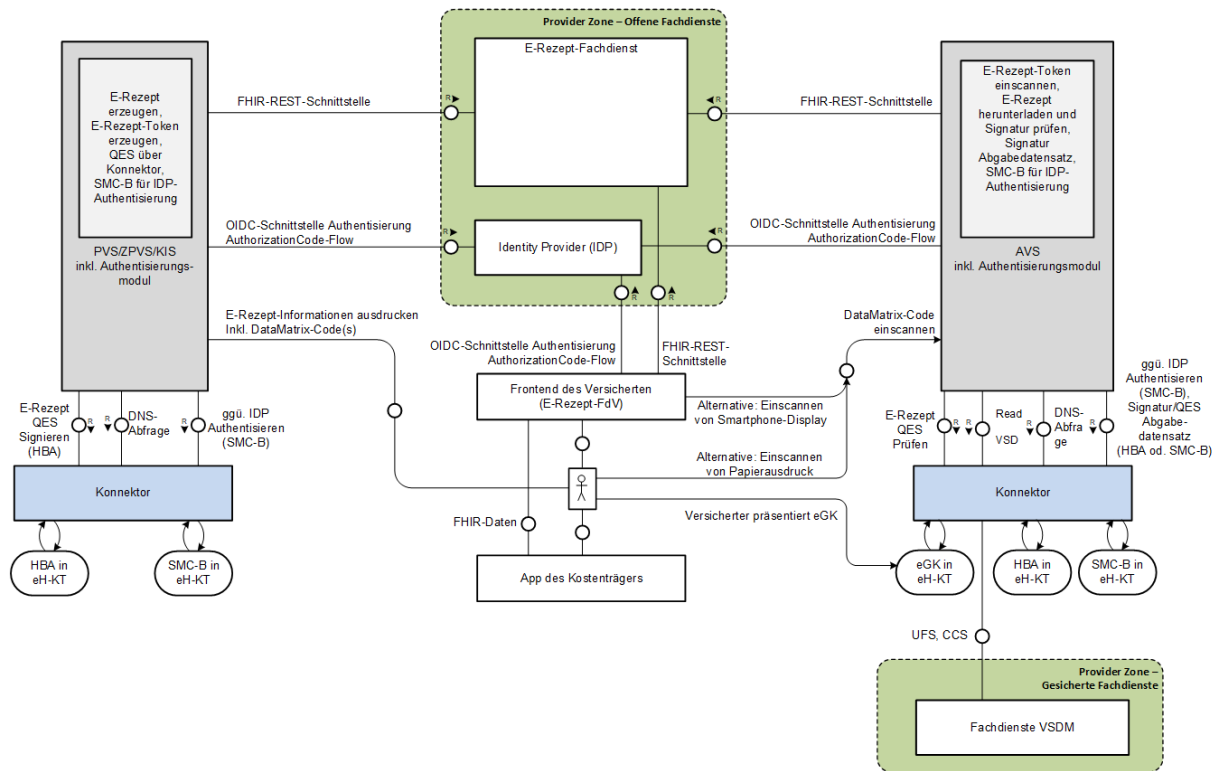 Provider Zone – Offene Fachdienste
E-Rezept-Fachdienst
E-Rezept
erzeugen,
E-Rezept-Token
erzeugen,
QES über
Konnektor,
SMC-B für IDP-
Authentisierung
PVS/ZPVS/KIS
inkl. Authentisierungs-
modul
FHIR-REST-Schnittstelle
R
R
FHIR-REST-Schnittstelle
E-Rezept-Token
einscannen,
E-Rezept
herunterladen und
Signatur prüfen,
Signatur
Abgabedatensatz,
SMC-B für IDP-
Authentisierung
AVS
inkl. Authentisierungsmodul
OIDC-Schnittstelle Authentisierung
AuthorizationCode-Flow
R
Identity Provider (IDP)
R
OIDC-Schnittstelle Authentisierung
AuthorizationCode-Flow
R
R
E-Rezept-Informationen ausdrucken
Inkl. DataMatrix-Code(s)
DataMatrix-Code
einscannen
OIDC-Schnittstelle Authentisierung
AuthorizationCode-Flow
FHIR-REST-
Schnittstelle
Frontend des Versicherten
(E-Rezept-FdV)
Alternative: Einscannen
von Smartphone-Display
Alternative: Einscannen
von Papierausdruck
Versicherter präsentiert eGK
FHIR-Daten
App des Kostenträgers
E-Rezept
QES
Signieren
(HBA)
R
DNS-
Abfrage
R
R
ggü. IDP
Authentisieren
(SMC-B)
Konnektor
HBA in
eH-KT
SMC-B in
eH-KT
E-Rezept
QES
Prüfen
R
R
Read
VSD
DNS-
Abfra
ge
R
R
ggü. IDP
Authentisieren
(SMC-B),
Signatur/QES
Abgabe-
datensatz
(HBA od. SMC-B)
Konnektor
eGK in
eH-KT
HBA in
eH-KT
SMC-B in
eH-KT
UFS, CCS
Provider Zone –
Gesicherte Fachdienste
Fachdienste VSDM